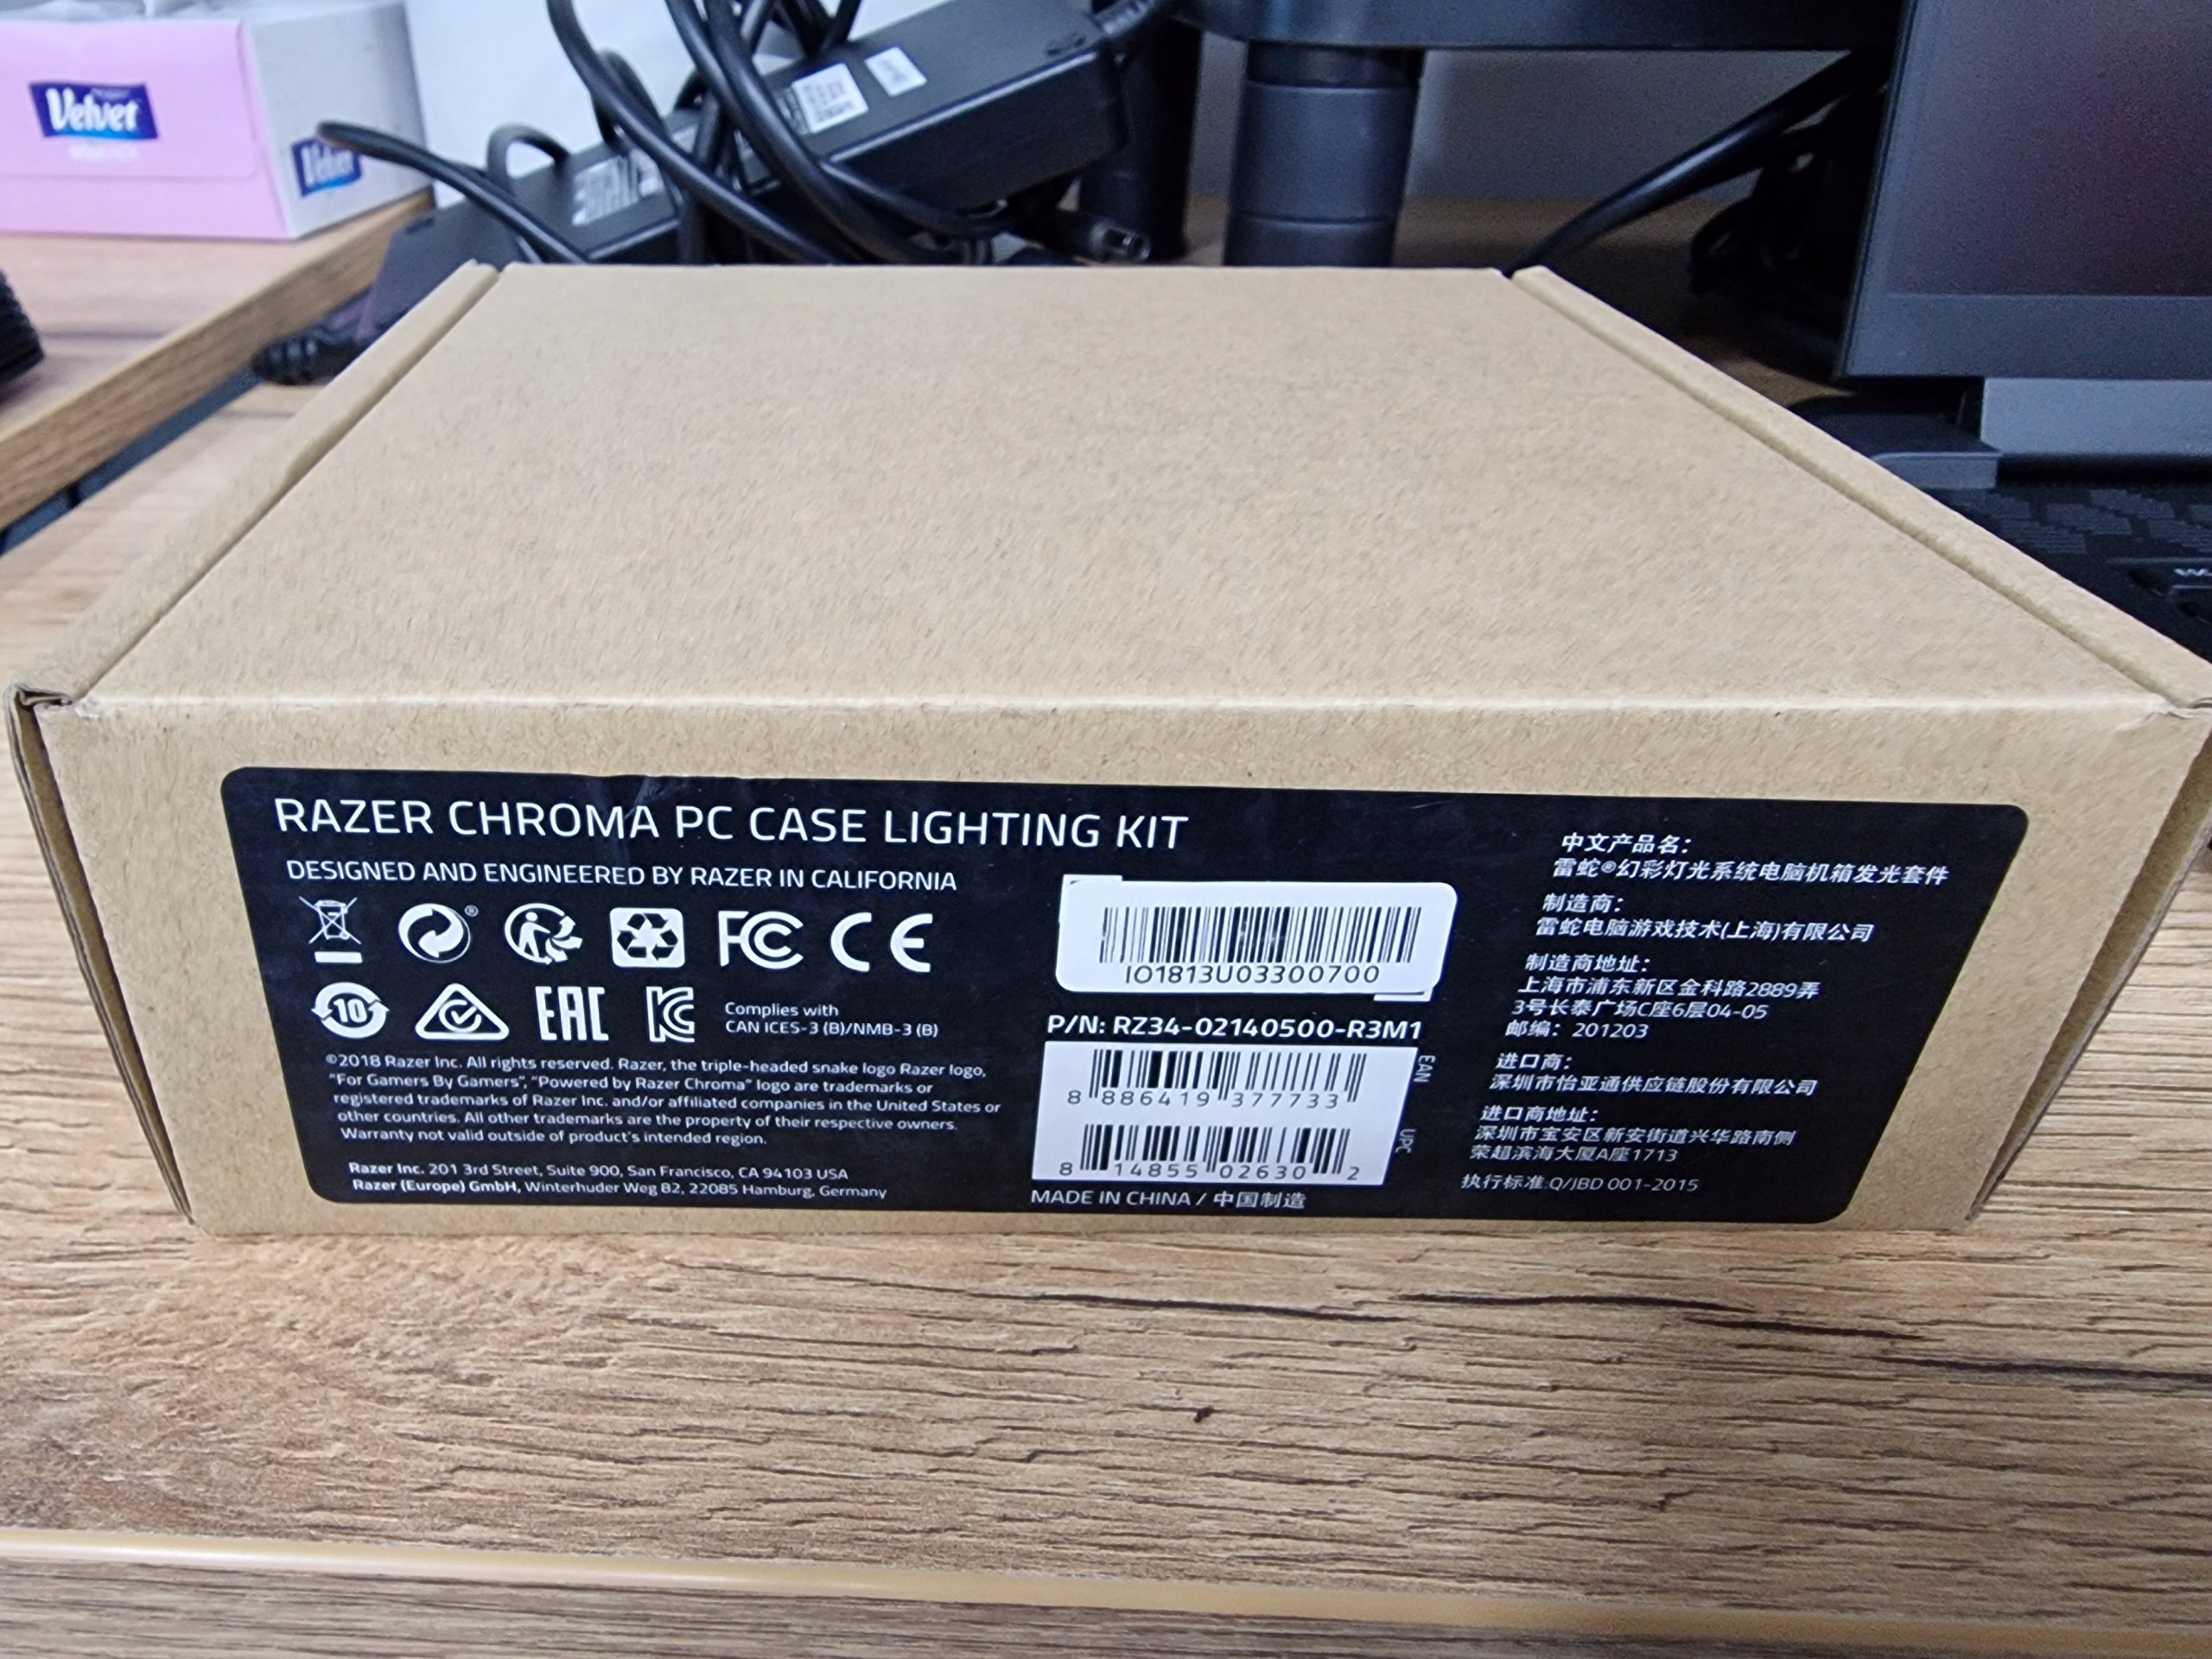 Velvet
Velvet
RAZER CHROMA PC CASE LIGHTING KIT
DESIGNED AND ENGINEERED BY RAZER IN CALIFORNIA
FC CE
10
EAC
KC
Complies with
CAN ICES-3 (B)/NMB-3 (B)
©2018 Razer Inc. All rights reserved. Razer, the triple-headed snake logo Razer logo,
"For Gamers By Gamers", "Powered by Razer Chroma" logo are trademarks or
registered trademarks of Razer Inc. and/or affiliated companies in the United States or
other countries. All other trademarks are the property of their respective owners.
Warranty not valid outside of product's intended region.
Razer Inc. 201 3rd Street, Suite 900, San Francisco, CA 94103 USA
Razer (Europe) GmbH, Winterhuder Weg 82, 22085 Hamburg, Germany
IO1813U03300700
P/N: RZ34-02140500-R3M1
EAN
8 886419 377733
UPC
8 14855 02630 2
MADE IN CHINA / 中国制造
中文产品名：
雷蛇®幻彩灯光系统电脑机箱发光套件
制造商：
雷蛇电脑游戏技术(上海)有限公司
制造商地址：
上海市浦东新区金科路2889弄
3号长泰广场C座6层04-05
邮编：201203
进口商：
深圳市怡亚通供应链股份有限公司
进口商地址：
深圳市宝安区新安街道兴华路南侧
荣超滨海大厦A座1713
执行标准:Q/JBD 001-2015